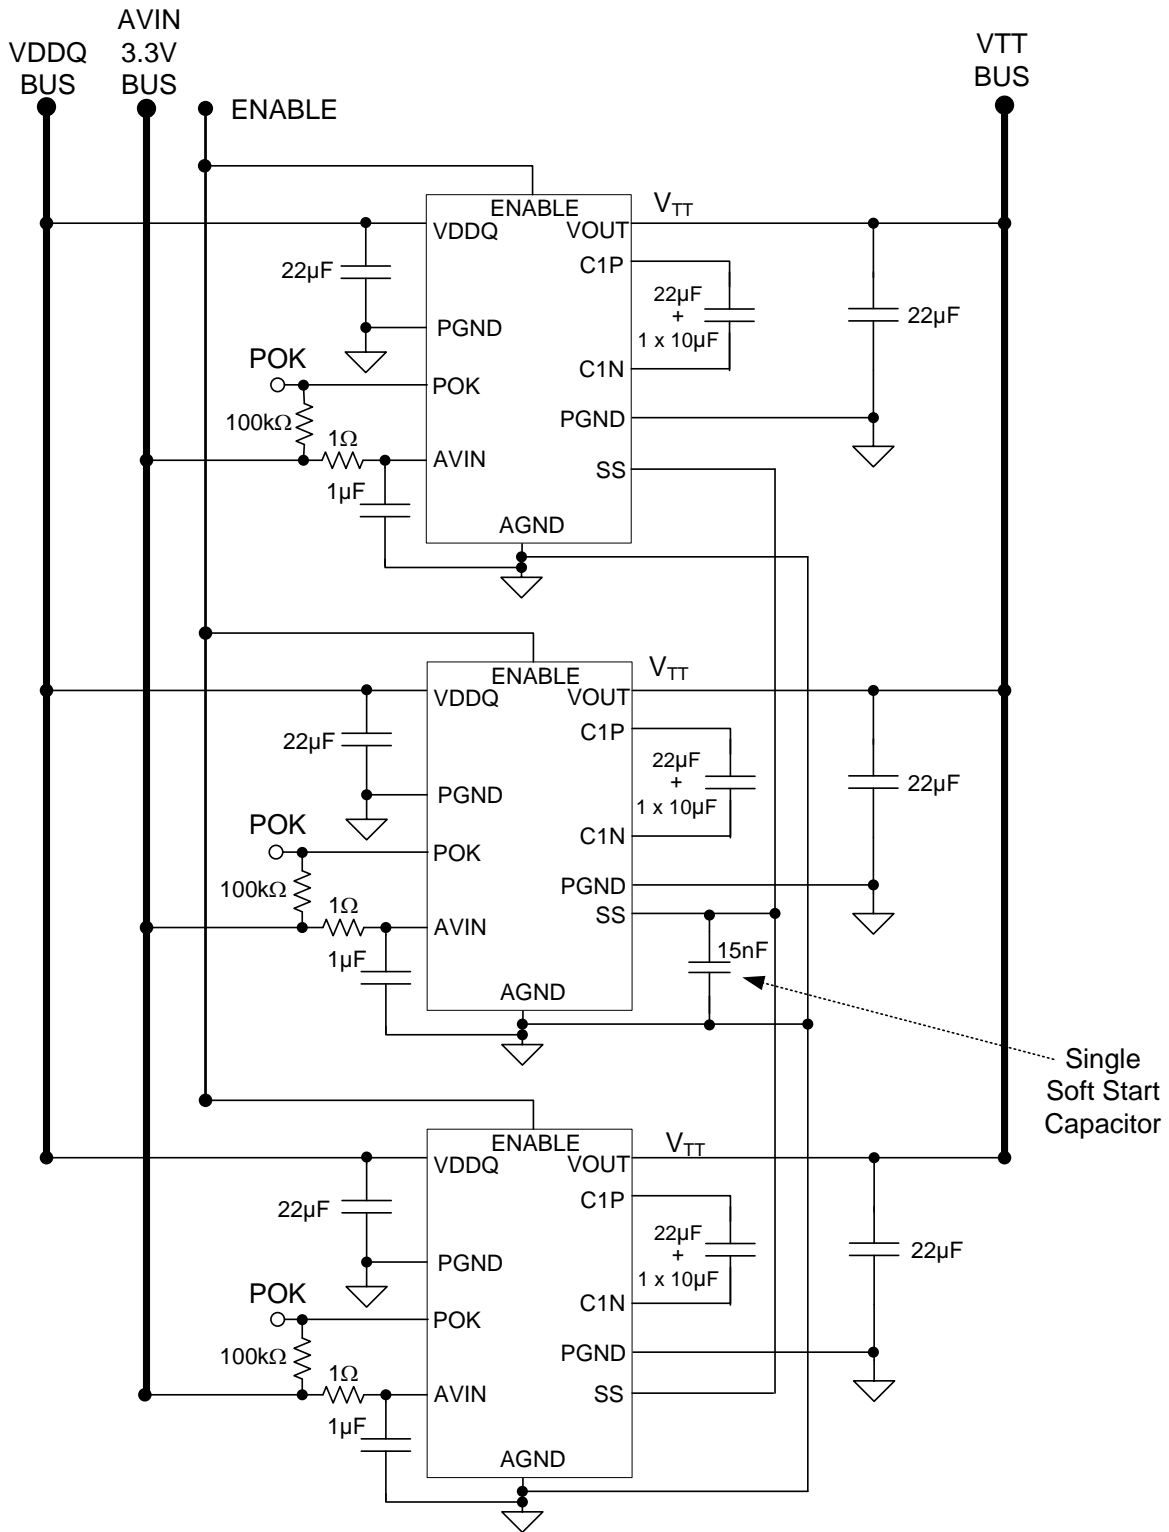 VDDQ
BUS
AVIN
3.3V
BUS
ENABLE
VTT
BUS
ENABLE
VDDQ
VOUT
VTT
C1P
22µF
22µF
+
1 x 10µF
22µF
PGND
C1N
POK
POK
PGND
100kΩ
1Ω
AVIN
SS
1µF
AGND
ENABLE
VDDQ
VOUT
VTT
C1P
22µF
22µF
+
1 x 10µF
22µF
PGND
C1N
POK
POK
PGND
100kΩ
1Ω
AVIN
SS
1µF
15nF
AGND
Single
Soft Start
Capacitor
ENABLE
VDDQ
VOUT
VTT
C1P
22µF
22µF
+
1 x 10µF
22µF
PGND
C1N
POK
POK
PGND
100kΩ
1Ω
AVIN
SS
1µF
AGND